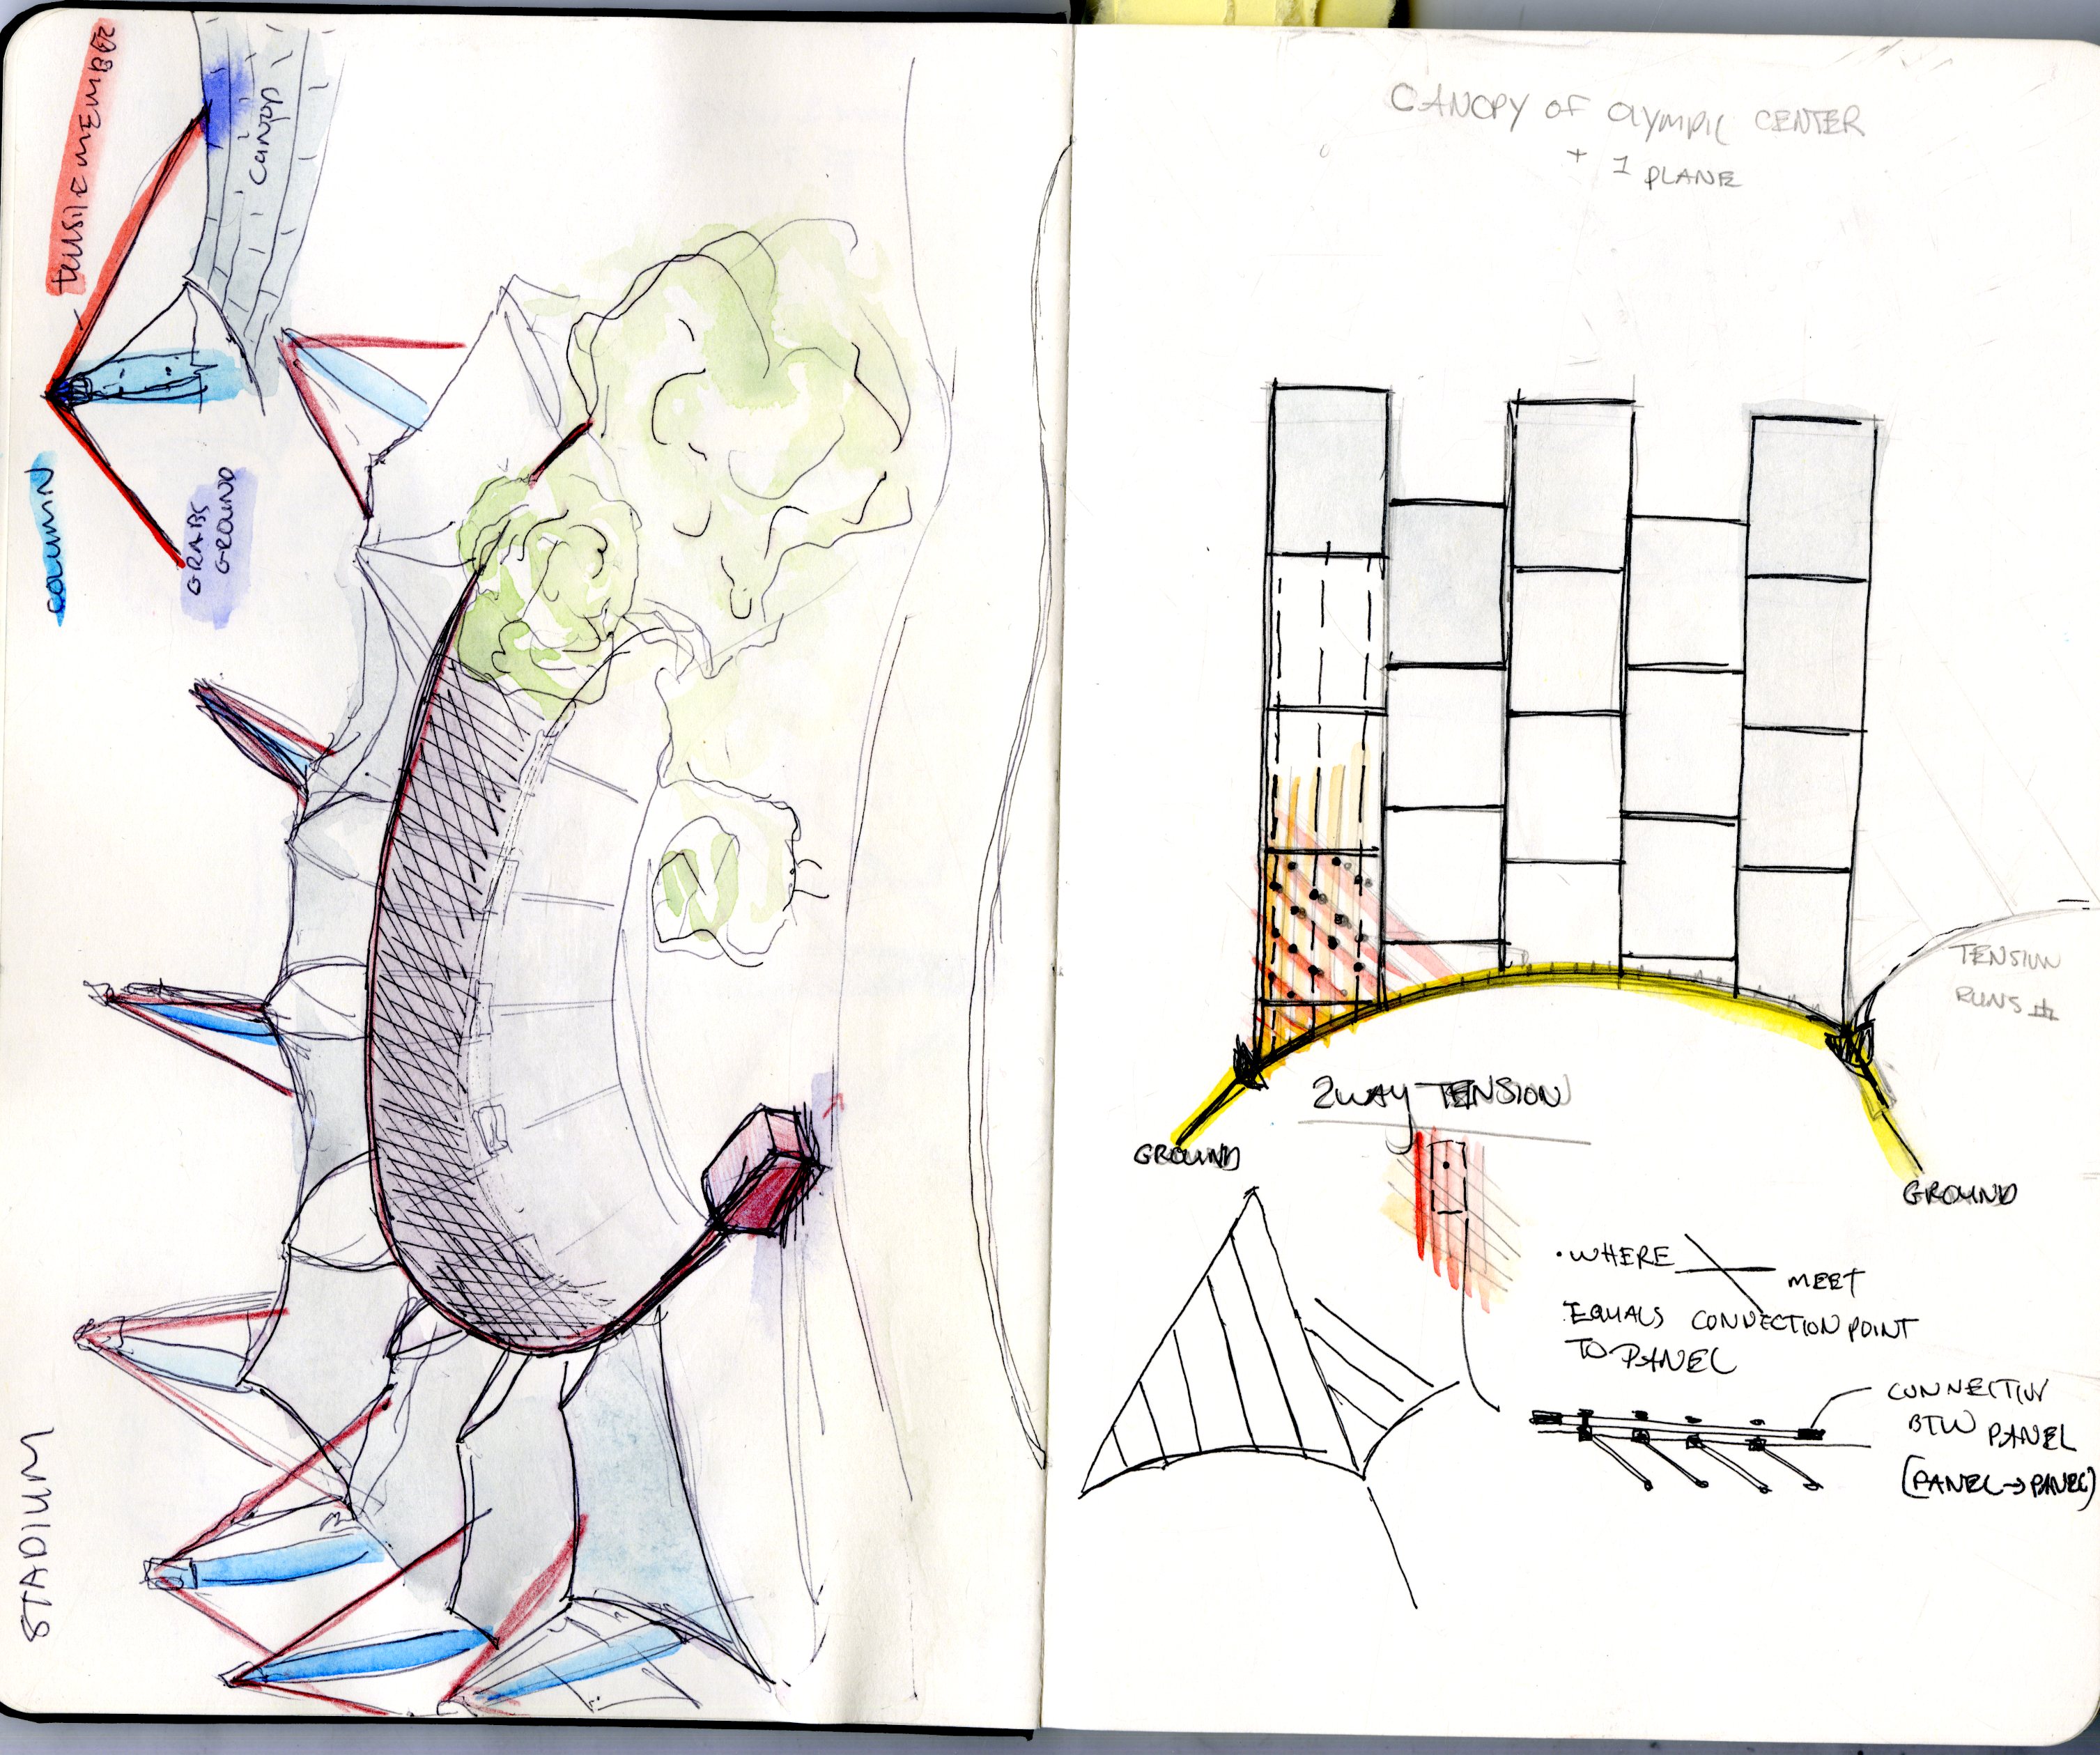 tensile member
canopy
COLUMN
GRABS
GROUND
STADIUM
CANOPY OF OLYMPIC CENTER
+ 1 PLANE
TENSION
RUNS
2WAY TENSION
GROUND
GROUND
• WHERE
MEET
EQUALS CONNECTION POINT
TO PANEL
CONNECTION
BTW PANEL
(PANEL → PANEL)